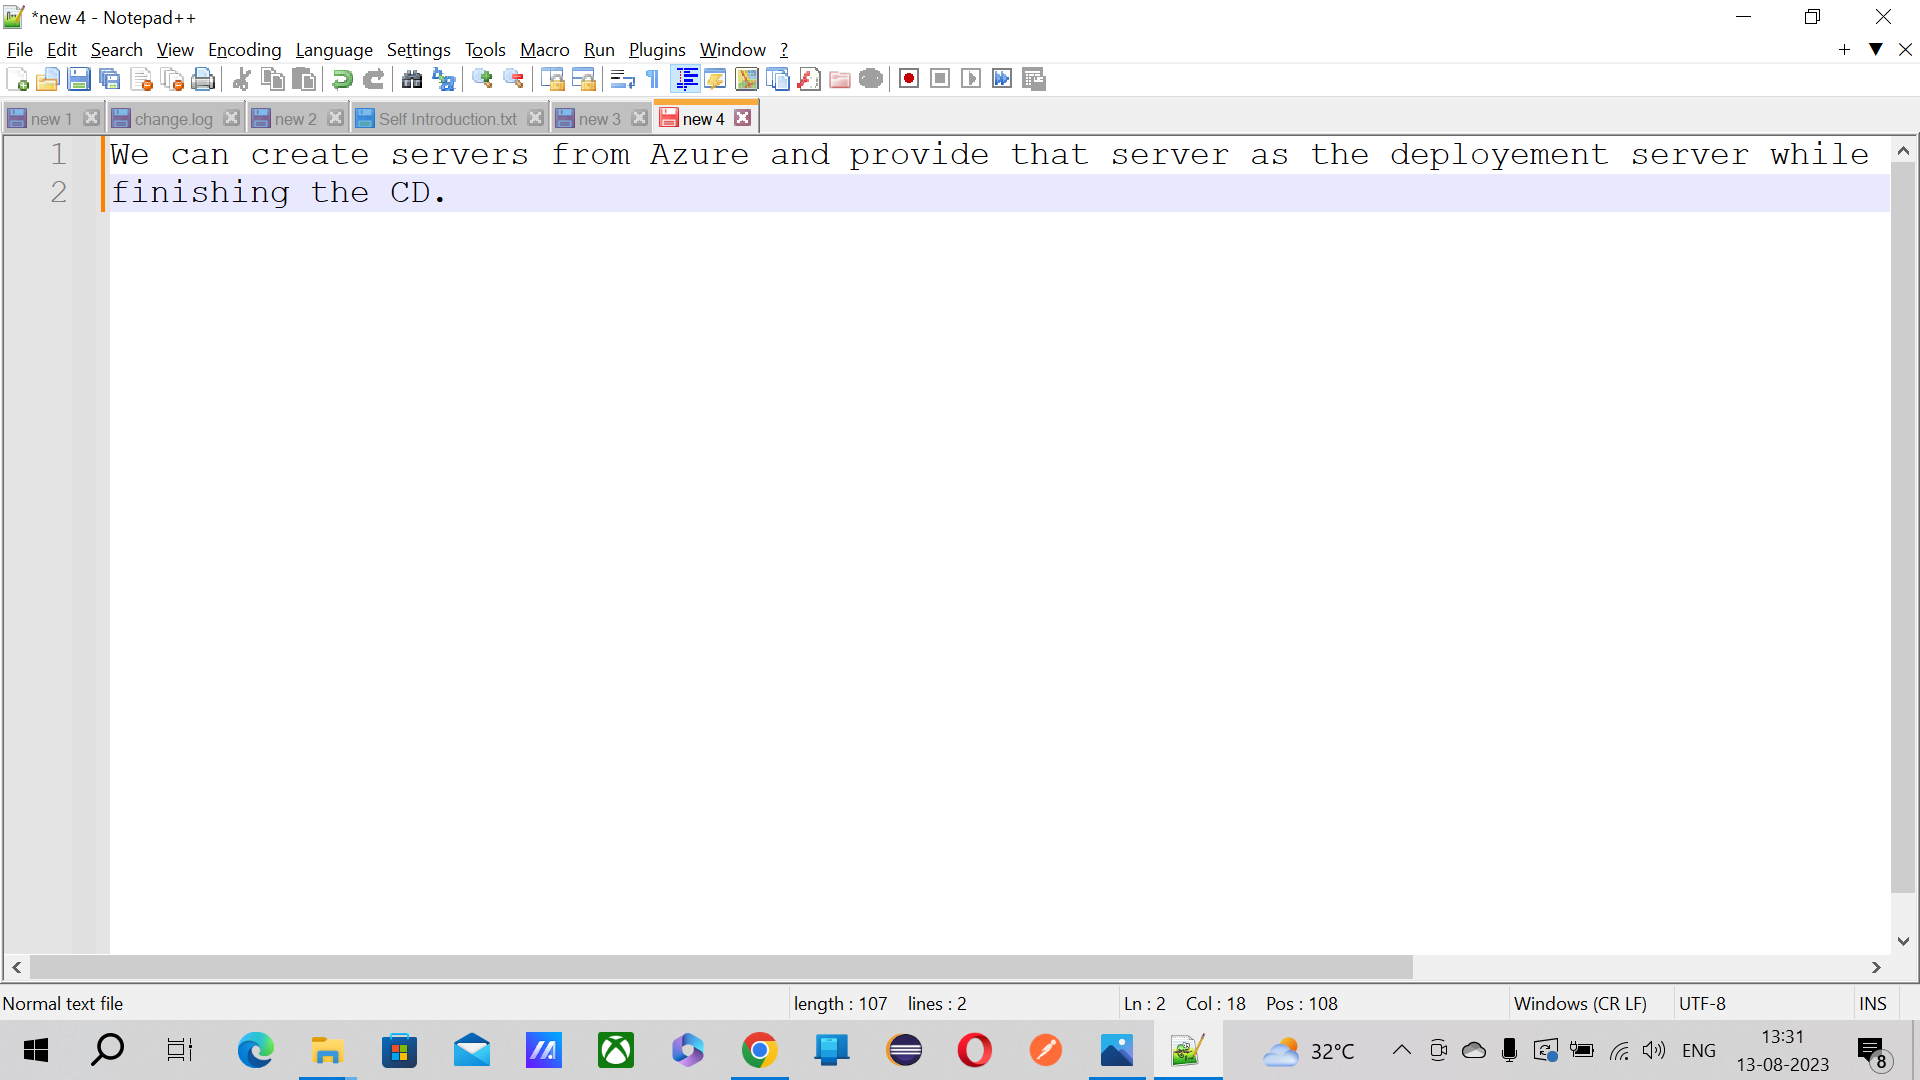 *new 4 - Notepad++
File Edit Search View Encoding Language Settings Tools Macro Run Plugins Window ?
new 1 change.log new 2 Self Introduction.txt new 3 new 4
1 We can create servers from Azure and provide that server as the deployement server while
2 finishing the CD.
Normal text file length : 107 lines : 2 Ln : 2 Col : 18 Pos : 108 Windows (CR LF) UTF-8 INS
32°C ENG 13:31
13-08-2023 8